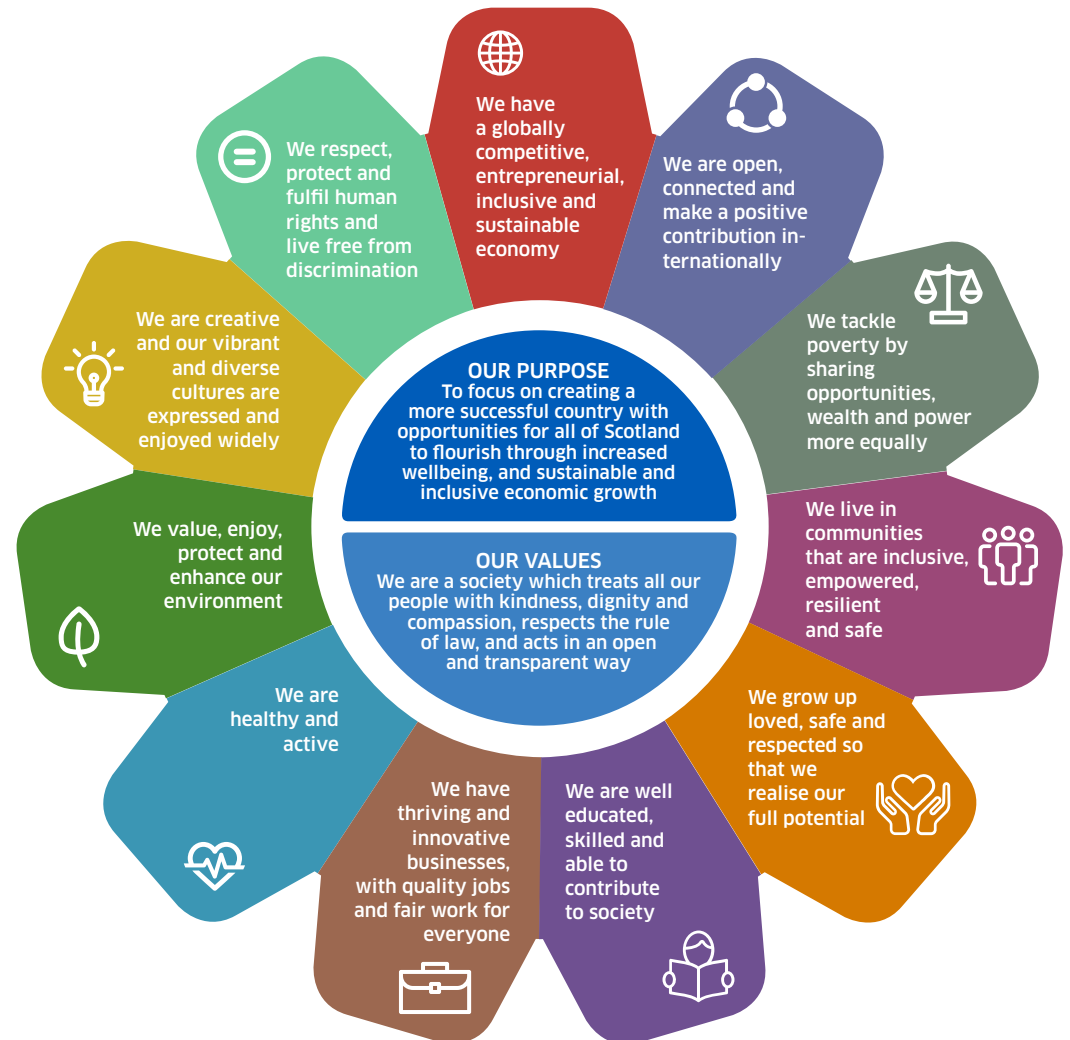 We have
a globally
competitive,
entrepreneurial,
inclusive and
sustainable
economy
We are open,
connected and
make a positive
contribution in-
ternationally
We tackle
poverty by
sharing
opportunities,
wealth and power
more equally
We live in
communities
that are inclusive,
empowered,
resilient
and safe
We grow up
loved, safe and
respected so
that we
realise our
full potential
We are well
educated,
skilled and
able to
contribute
to society
We have
thriving and
innovative
businesses,
with quality jobs
and fair work for
everyone
We are
healthy and
active
We value, enjoy,
protect and
enhance our
environment
We are creative
and our vibrant
and diverse
cultures are
expressed and
enjoyed widely
We respect,
protect and
fulfil human
rights and
live free from
discrimination
OUR PURPOSE
To focus on creating a
more successful country with
opportunities for all of Scotland
to flourish through increased
wellbeing, and sustainable and
inclusive economic growth
OUR VALUES
We are a society which treats all our
people with kindness, dignity and
compassion, respects the rule
of law, and acts in an open
and transparent way